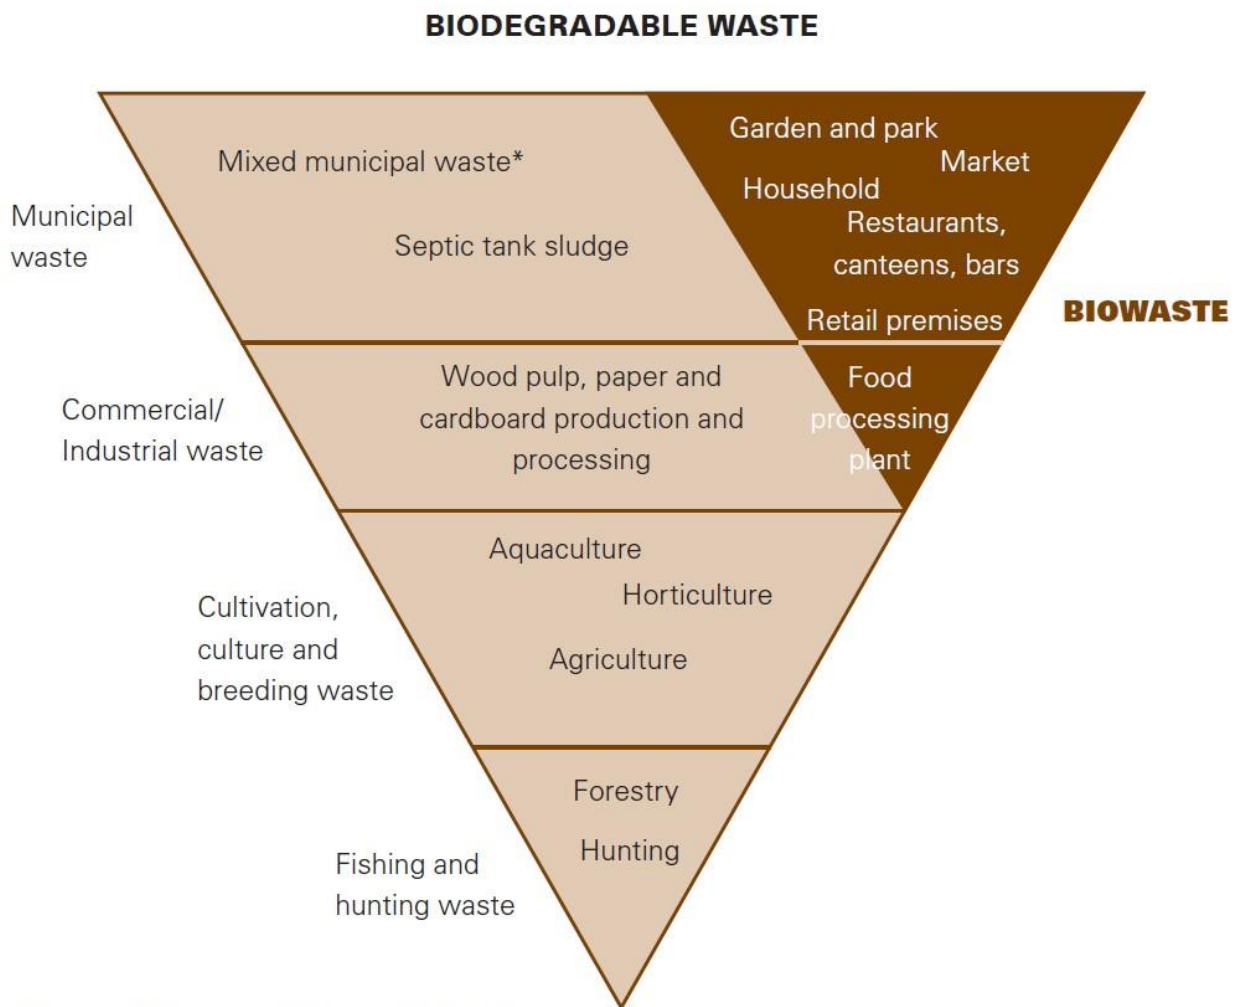 BIODEGRADABLE WASTE
Municipal
waste
Mixed municipal waste*
Septic tank sludge
Garden and park
Market
Household
Restaurants,
canteens, bars
Retail premises
BIOWASTE
Commercial/
Industrial waste
Wood pulp, paper and
cardboard production and
processing
Food
processing
plant
Cultivation,
culture and
breeding waste
Aquaculture
Horticulture
Agriculture
Fishing and
hunting waste
Forestry
Hunting